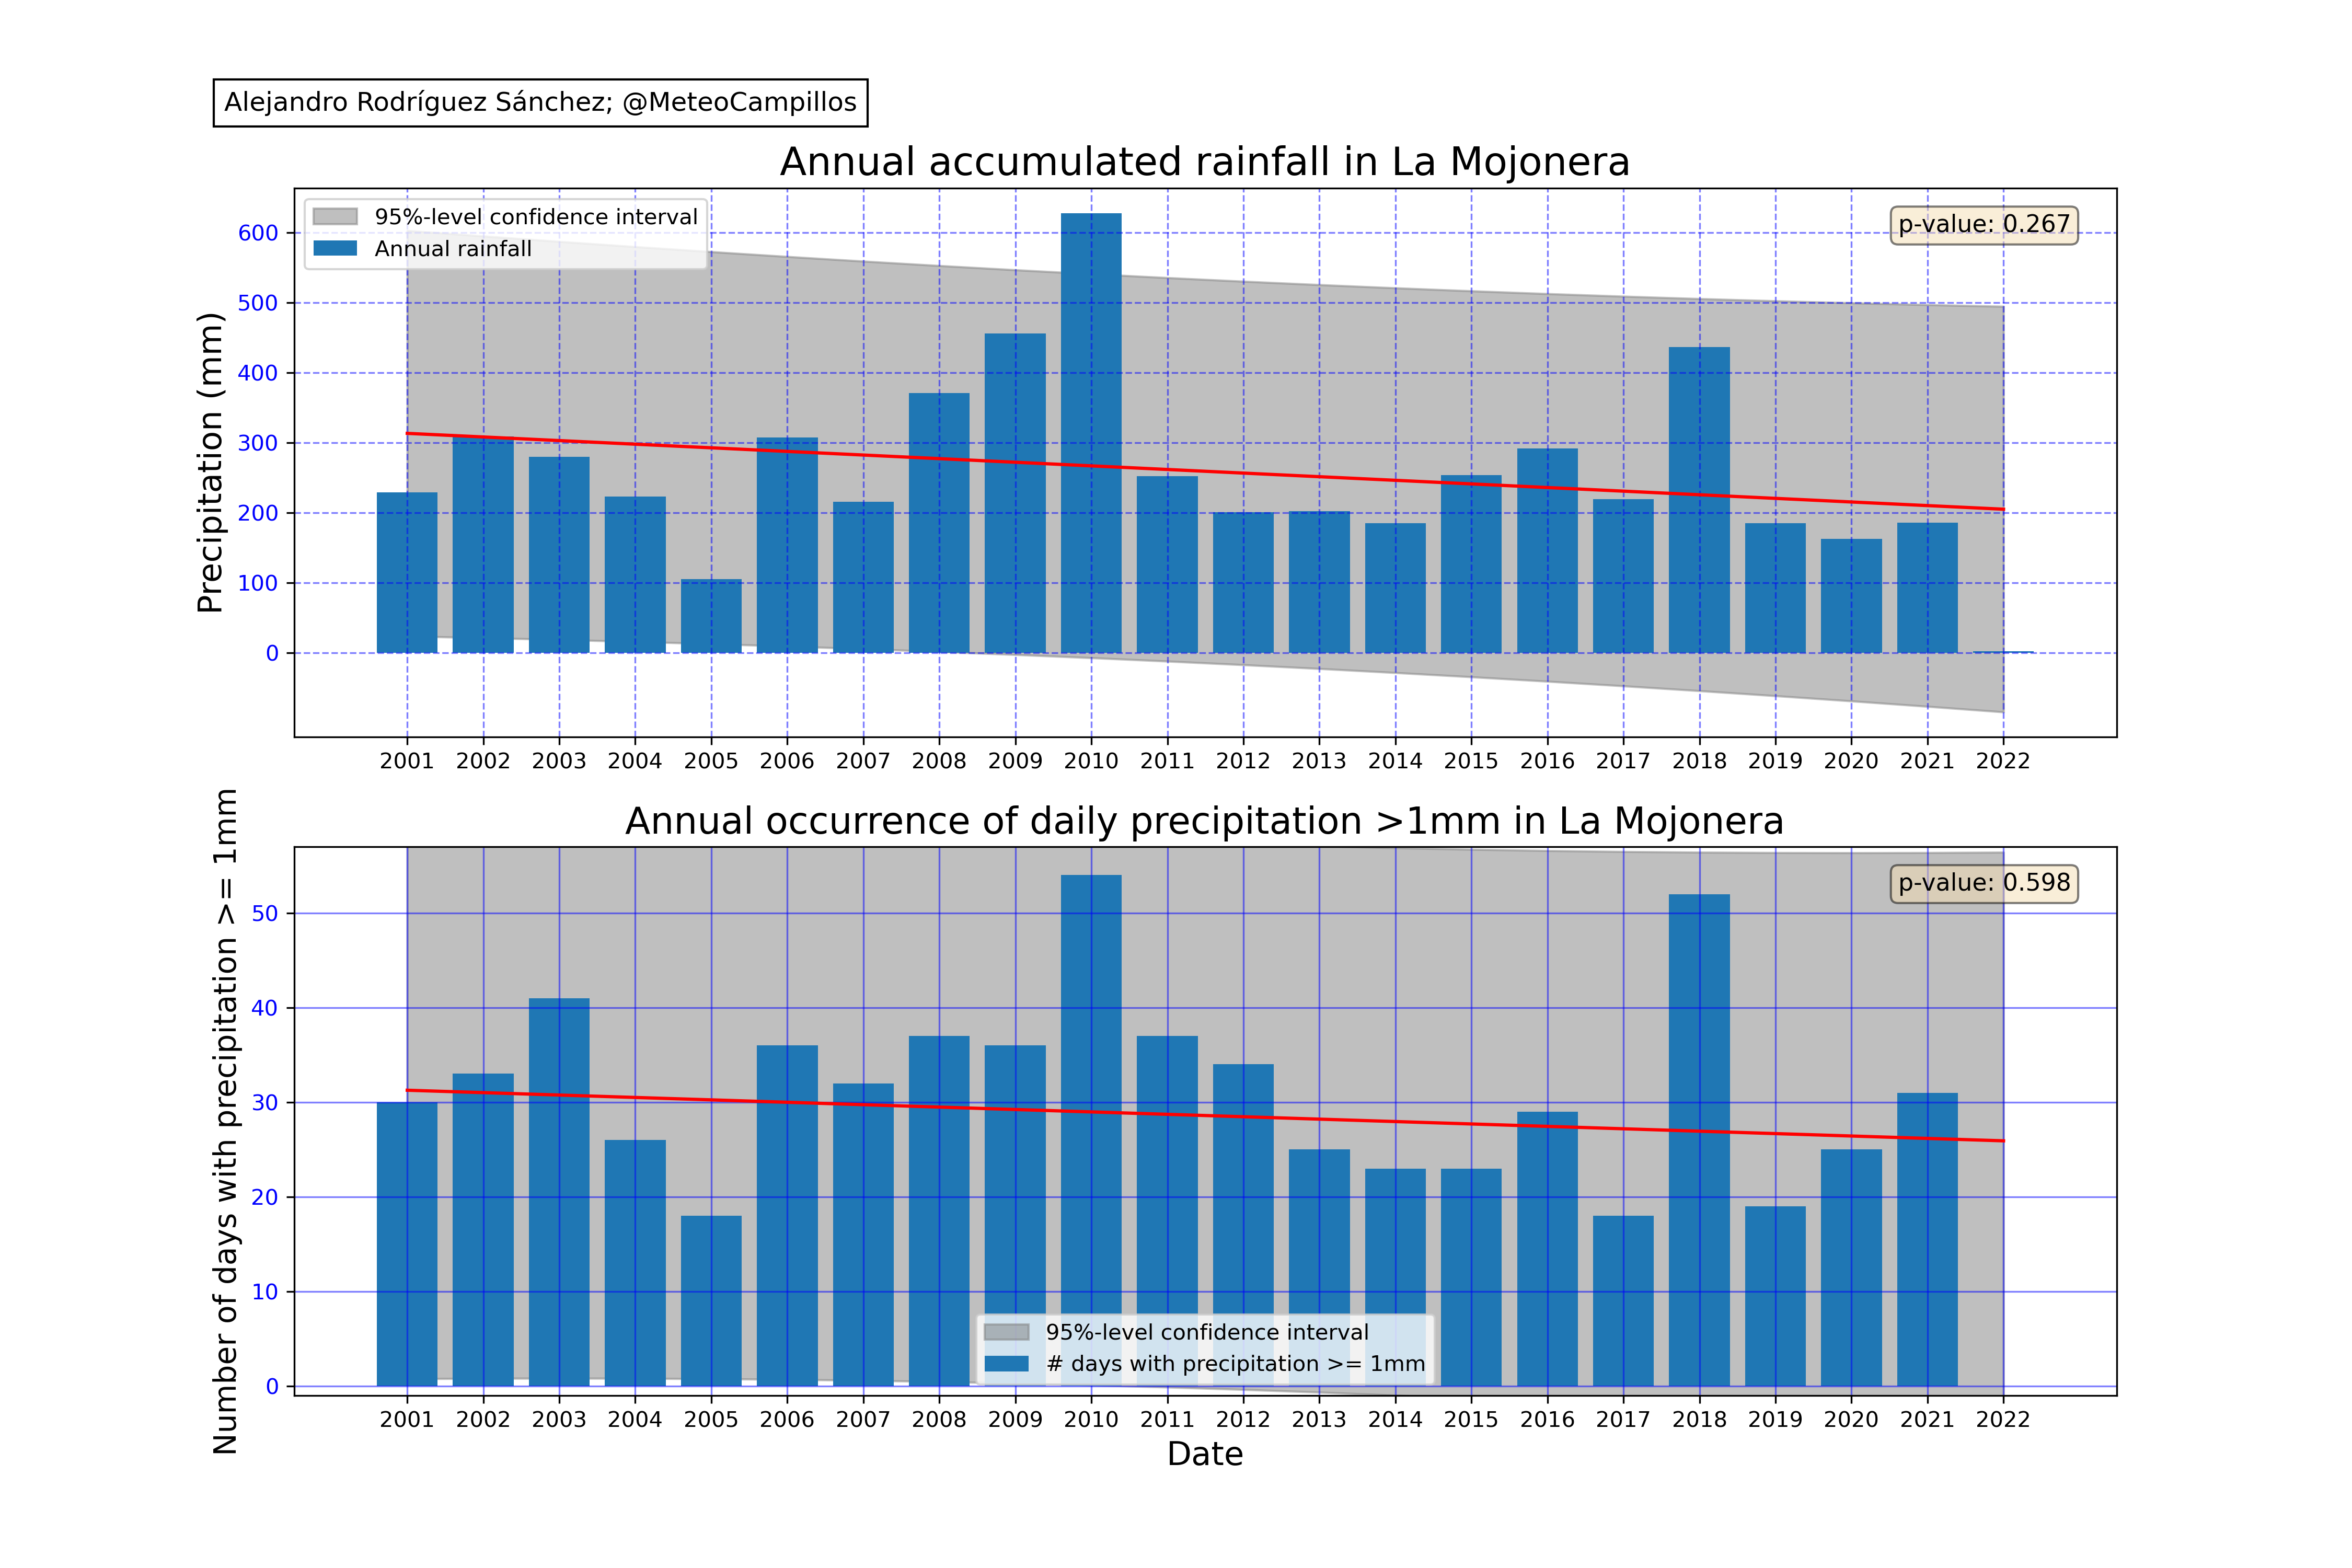 Alejandro Rodríguez Sánchez; @MeteoCampillos
Annual accumulated rainfall in La Mojonera
95%-level confidence interval
Annual rainfall
p-value: 0.267
Precipitation (mm)
600
500
400
300
200
100
0
2001 2002 2003 2004 2005 2006 2007 2008 2009 2010 2011 2012 2013 2014 2015 2016 2017 2018 2019 2020 2021 2022
Annual occurrence of daily precipitation >1mm in La Mojonera
p-value: 0.598
Number of days with precipitation >= 1mm
50
40
30
20
10
0
95%-level confidence interval
# days with precipitation >= 1mm
2001 2002 2003 2004 2005 2006 2007 2008 2009 2010 2011 2012 2013 2014 2015 2016 2017 2018 2019 2020 2021 2022
Date